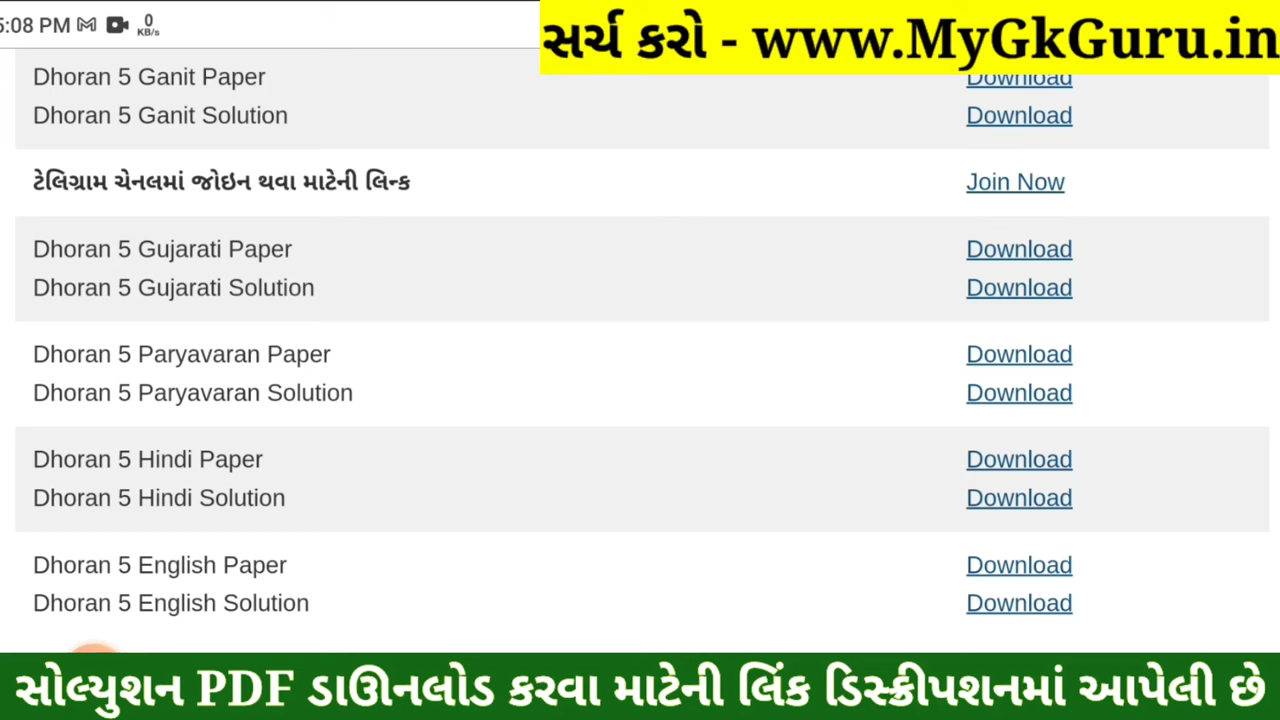 5:08 PM 0 KB/s
સર્ચ કરો - www.MyGkGuru.in
Dhoran 5 Ganit Paper Download
Dhoran 5 Ganit Solution Download
ટેલિગ્રામ ચેનલમાં જોઇન થવા માટેની લિન્ક Join Now
Dhoran 5 Gujarati Paper Download
Dhoran 5 Gujarati Solution Download
Dhoran 5 Paryavaran Paper Download
Dhoran 5 Paryavaran Solution Download
Dhoran 5 Hindi Paper Download
Dhoran 5 Hindi Solution Download
Dhoran 5 English Paper Download
Dhoran 5 English Solution Download
સોલ્યુશન PDF ડાઊનલોડ કરવા માટેની લિંક ડિસ્ક્રીપશનમાં આપેલી છે